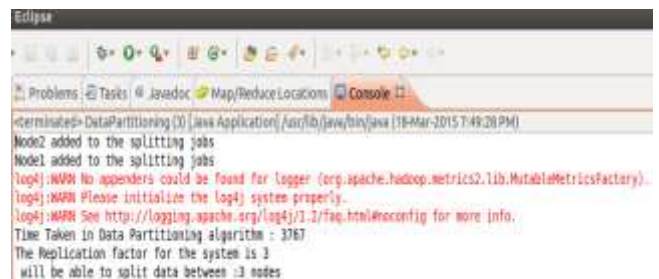 Eclipse
Problems Tasks @ Javadoc Map/Reduce Locations Console
<terminated> DataPartitioning (3) [Java Application] /usr/lib/java/bin/java (18-Mar-2015 7:49:28 PM)
Node2 added to the splitting jobs
Node1 added to the splitting jobs
log4j:WARN No appenders could be found for logger (org.apache.hadoop.metrics2.lib.MutableMetricsFactory).
log4j:WARN Please initialize the log4j system properly.
log4j:WARN See http://logging.apache.org/log4j/1.2/faq.html#noconfig for more info.
Time Taken in Data Partitioning algorithm : 3767
The Replication factor for the system is 3
will be able to split data between :3 nodes